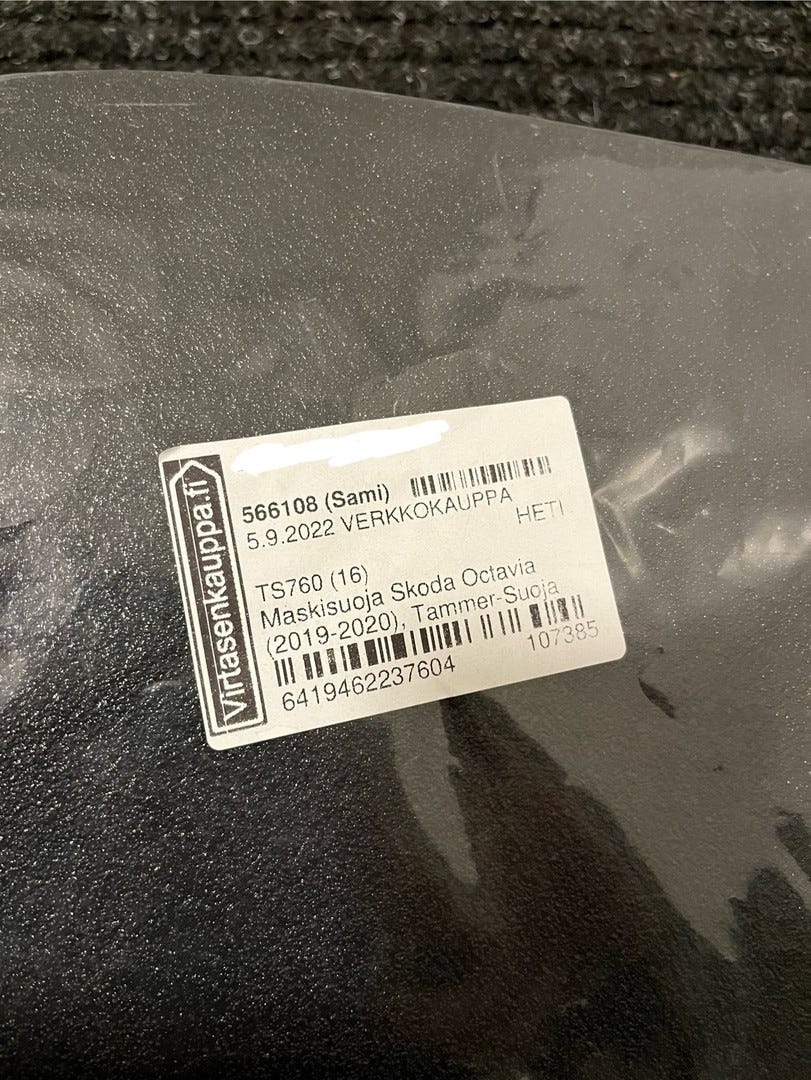 Virtasenkauppa.fi
566108 (Sami)
5.9.2022 VERKKOKAUPPA
HETI
TS760 (16)
Maskisuoja Skoda Octavia
(2019-2020), Tammer-Suoja
107385
6419462237604